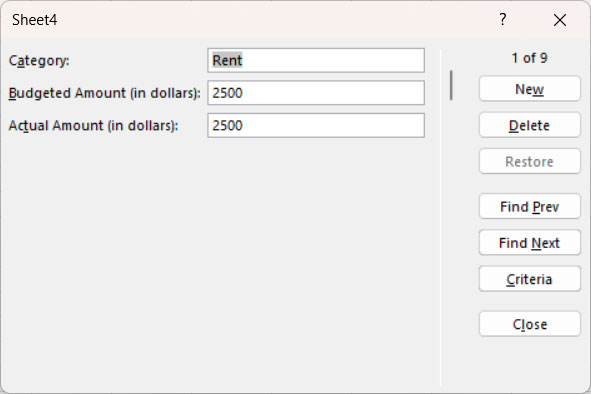 Sheet4 ?
Category: Rent
Budgeted Amount (in dollars): 2500
Actual Amount (in dollars): 2500
1 of 9
New
Delete
Restore
Find Prev
Find Next
Criteria
Close